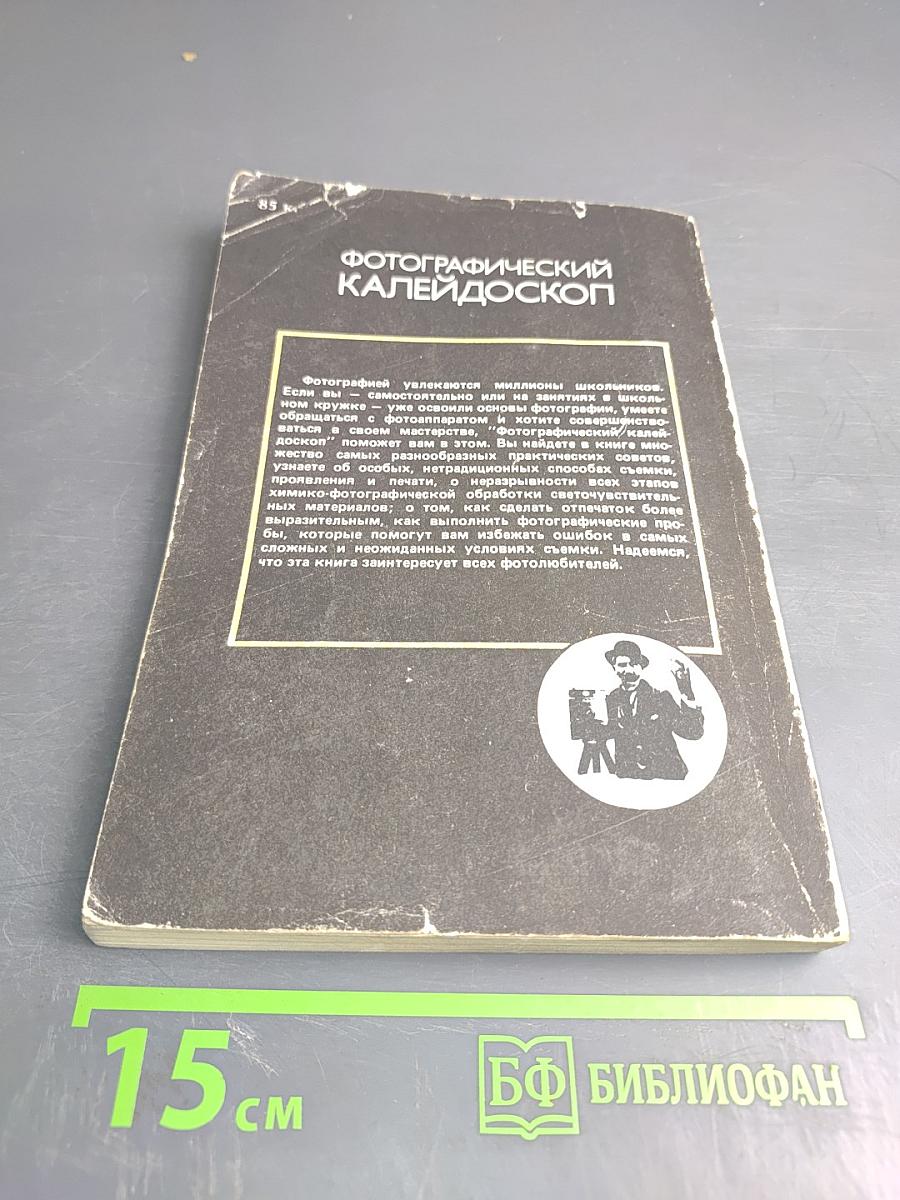 85 к.
ФОТОГРАФИЧЕСКИЙ
КАЛЕЙДОСКОП
Фотографией увлекаются миллионы школьников.
Если вы — самостоятельно или на занятиях в школь-
ном кружке — уже освоили основы фотографии, умеете
обращаться с фотоаппаратом и хотите совершенство-
ваться в своем мастерстве, "Фотографический калей-
доскоп" поможет вам в этом. Вы найдете в книге мно-
жество самых разнообразных практических советов,
узнаете об особых, нетрадиционных способах съемки,
проявления и печати, о неразрывности всех этапов
химико-фотографической обработки светочувствитель-
ных материалов; о том, как сделать отпечаток более
выразительным, как выполнить фотографические про-
бы, которые помогут вам избежать ошибок в самых
сложных и неожиданных условиях съемки. Надеемся,
что эта книга заинтересует всех фотолюбителей.
15 см
БФ БИБЛИОФАН